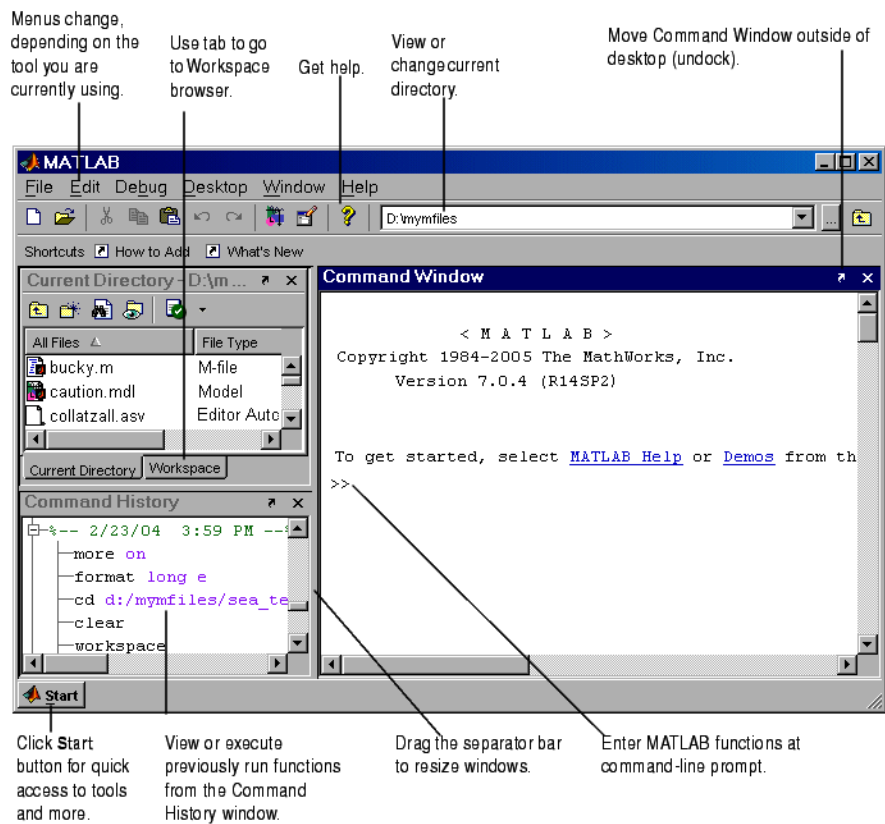 Menus change,
depending on the
tool you are
currently using.
Use tab to go
to Workspace
browser.
Get help.
View or
change current
directory.
Move Command Window outside of
desktop (undock).
MATLAB
File Edit Debug Desktop Window Help
D:\mymfiles
...
Shortcuts How to Add What's New
Current Directory - D:\m ...
All Files File Type
bucky.m M-file
caution.mdl Model
collatzall.asv Editor Auto
Current Directory Workspace
Command History
%-- 2/23/04 3:59 PM --%
more on
format long e
cd d:/mymfiles/sea_te
clear
workspace
Command Window
< M A T L A B >
Copyright 1984-2005 The MathWorks, Inc.
Version 7.0.4 (R14SP2)
To get started, select MATLAB Help or Demos from th
>>
Start
Click Start
button for quick
access to tools
and more.
View or execute
previously run functions
from the Command
History window.
Drag the separator bar
to resize windows.
Enter MATLAB functions at
command-line prompt.